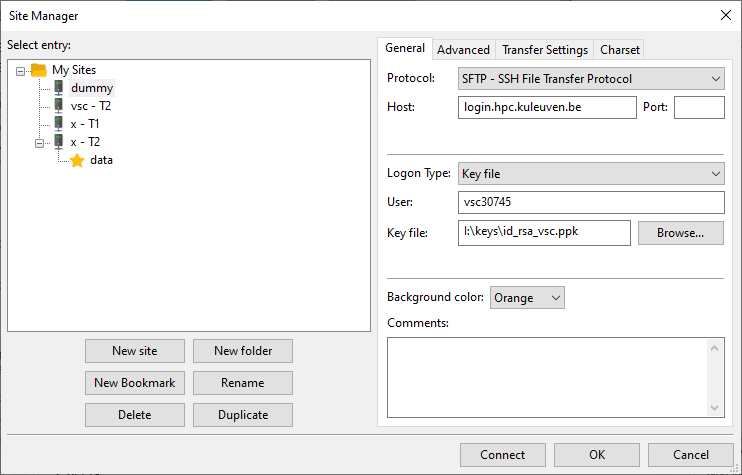 Site Manager
Select entry:
My Sites
dummy
vsc - T2
x - T1
x - T2
data
New site
New folder
New Bookmark
Rename
Delete
Duplicate
General
Advanced
Transfer Settings
Charset
Protocol:
SFTP - SSH File Transfer Protocol
Host:
login.hpc.kuleuven.be
Port:
Logon Type:
Key file
User:
vsc30745
Key file:
I:\keys\id_rsa_vsc.ppk
Browse...
Background color:
Orange
Comments:
Connect
OK
Cancel